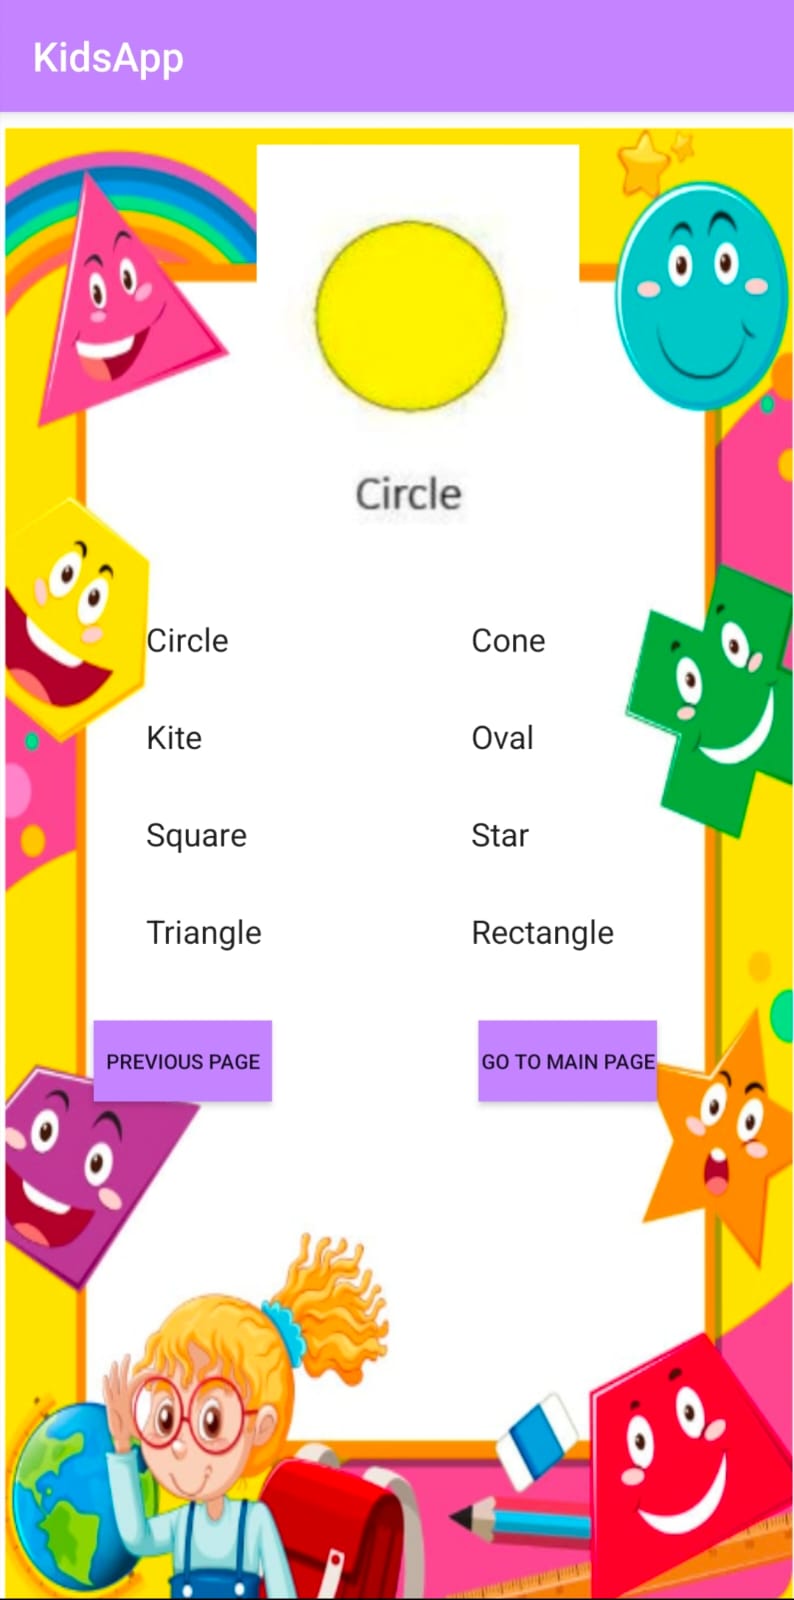 KidsApp
Circle
Circle
Cone
Kite
Oval
Square
Star
Triangle
Rectangle
PREVIOUS PAGE
GO TO MAIN PAGE